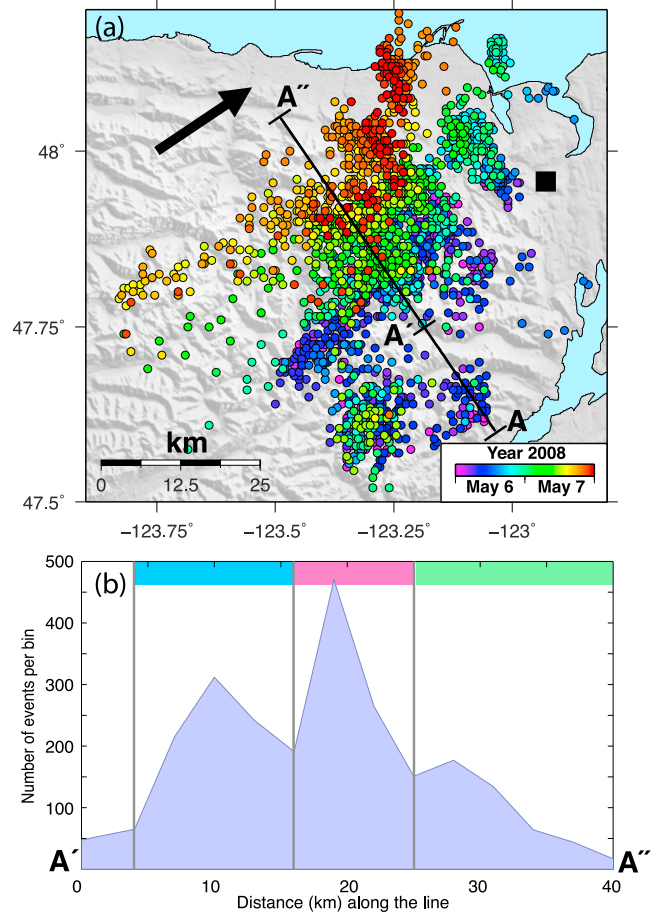 (a)
A″
48°
47.75°
A′
A
km
0 12.5 25
Year 2008
May 6 May 7
47.5°
−123.75° −123.5° −123.25° −123°
(b)
500
400
300
200
100
Number of events per bin
A′ A″
0 10 20 30 40
Distance (km) along the line